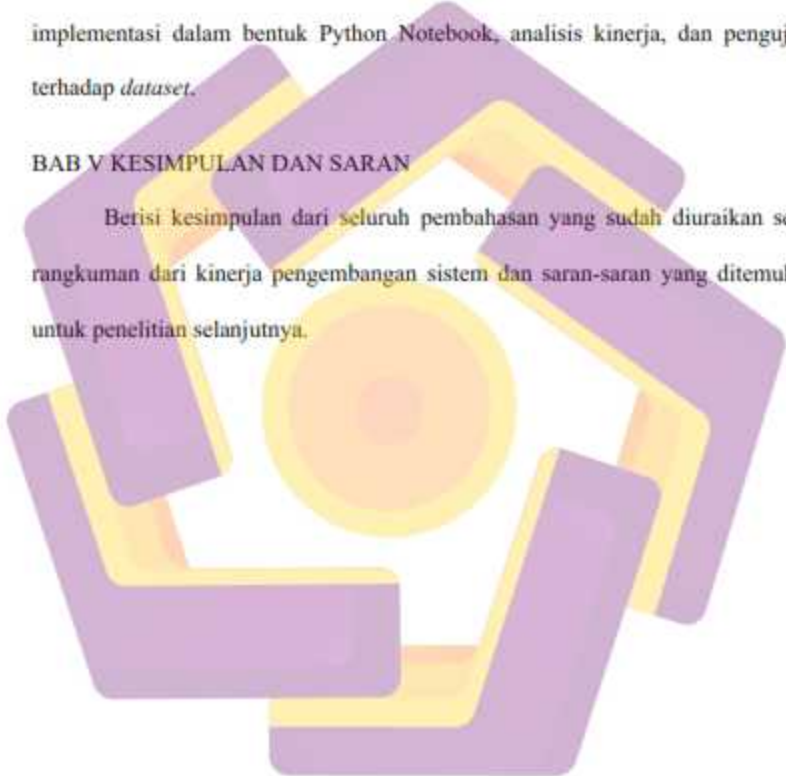 implementasi dalam bentuk Python Notebook, analisis kinerja, dan penguj
terhadap dataset.
BAB V KESIMPULAN DAN SARAN
Berisi kesimpulan dari seluruh pembahasan yang sudah diuraikan se
rangkuman dari kinerja pengembangan sistem dan saran-saran yang ditemu
untuk penelitian selanjutnya.